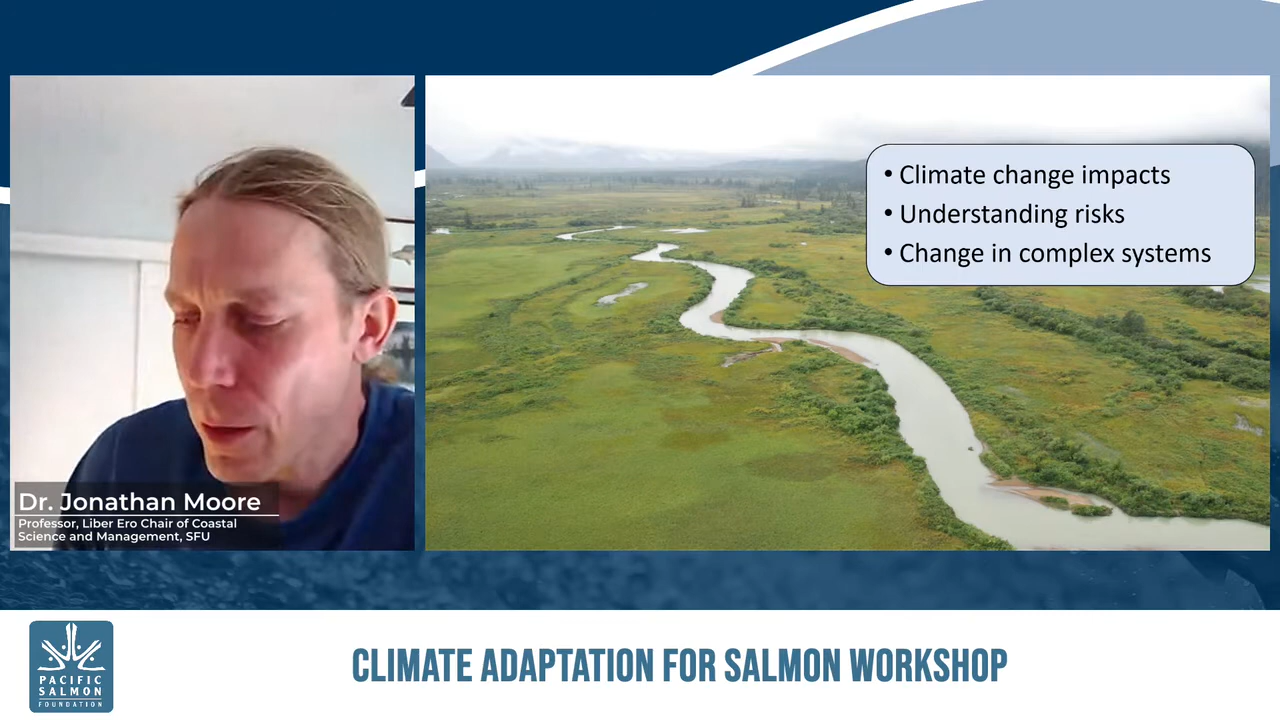 • Climate change impacts
• Understanding risks
• Change in complex systems
Dr. Jonathan Moore
Professor, Liber Ero Chair of Coastal
Science and Management, SFU
PACIFIC
SALMON
FOUNDATION
CLIMATE ADAPTATION FOR SALMON WORKSHOP